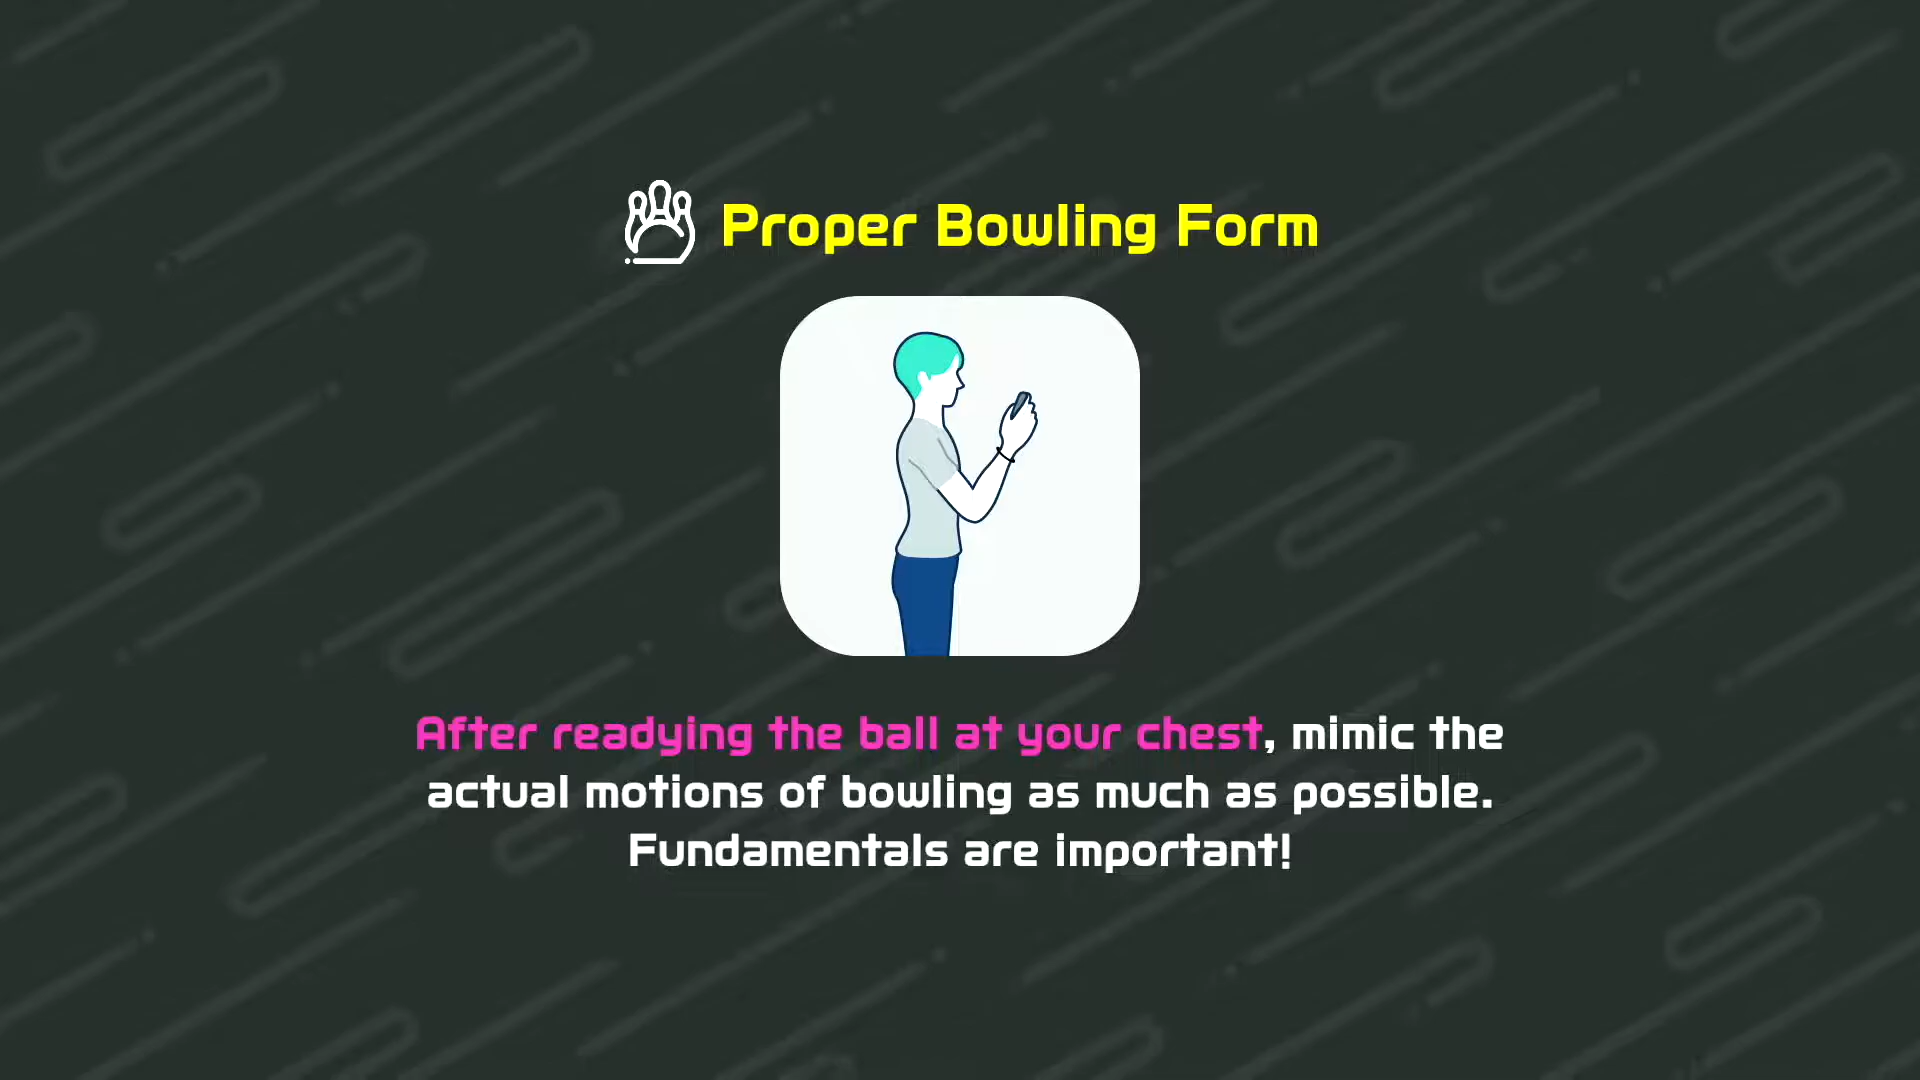 Proper Bowling Form
After readying the ball at your chest, mimic the
actual motions of bowling as much as possible.
Fundamentals are important!